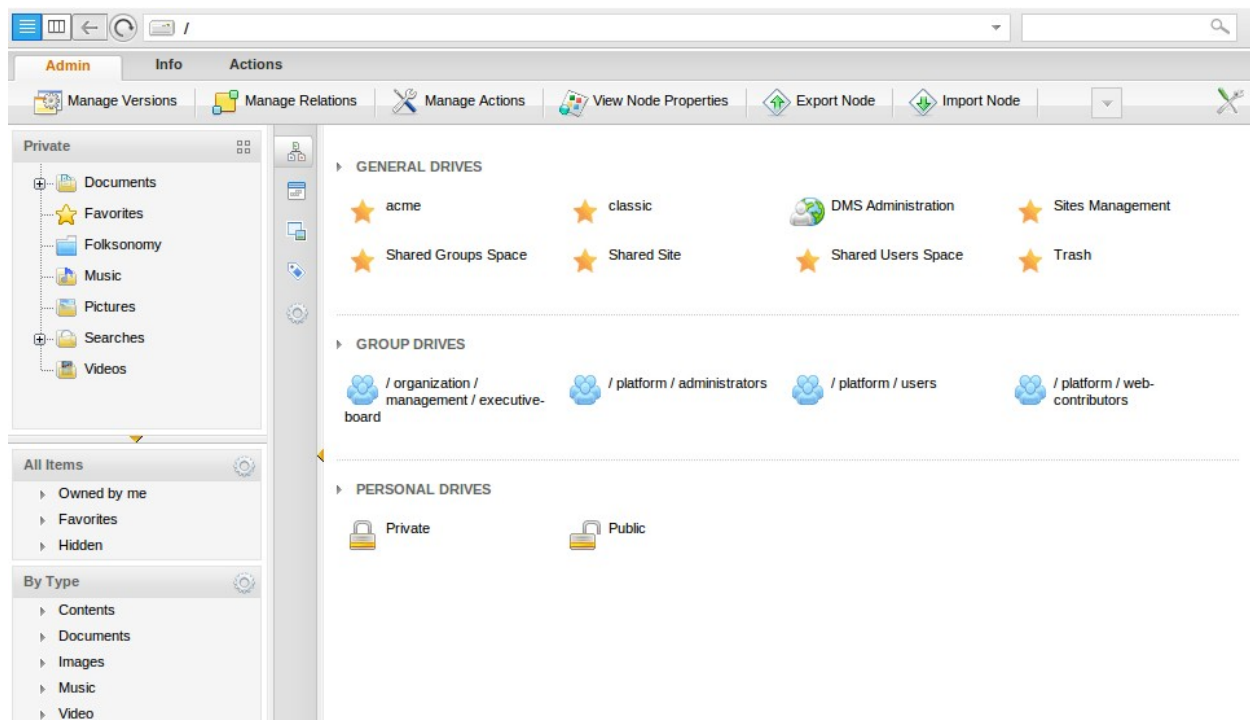 /
Admin Info Actions
Manage Versions Manage Relations Manage Actions View Node Properties Export Node Import Node
Private
Documents
Favorites
Folksonomy
Music
Pictures
Searches
Videos
All Items
Owned by me
Favorites
Hidden
By Type
Contents
Documents
Images
Music
Video
GENERAL DRIVES
acme classic DMS Administration Sites Management
Shared Groups Space Shared Site Shared Users Space Trash
GROUP DRIVES
/ organization /
management / executive-
board
/ platform / administrators
/ platform / users
/ platform / web-
contributors
PERSONAL DRIVES
Private Public